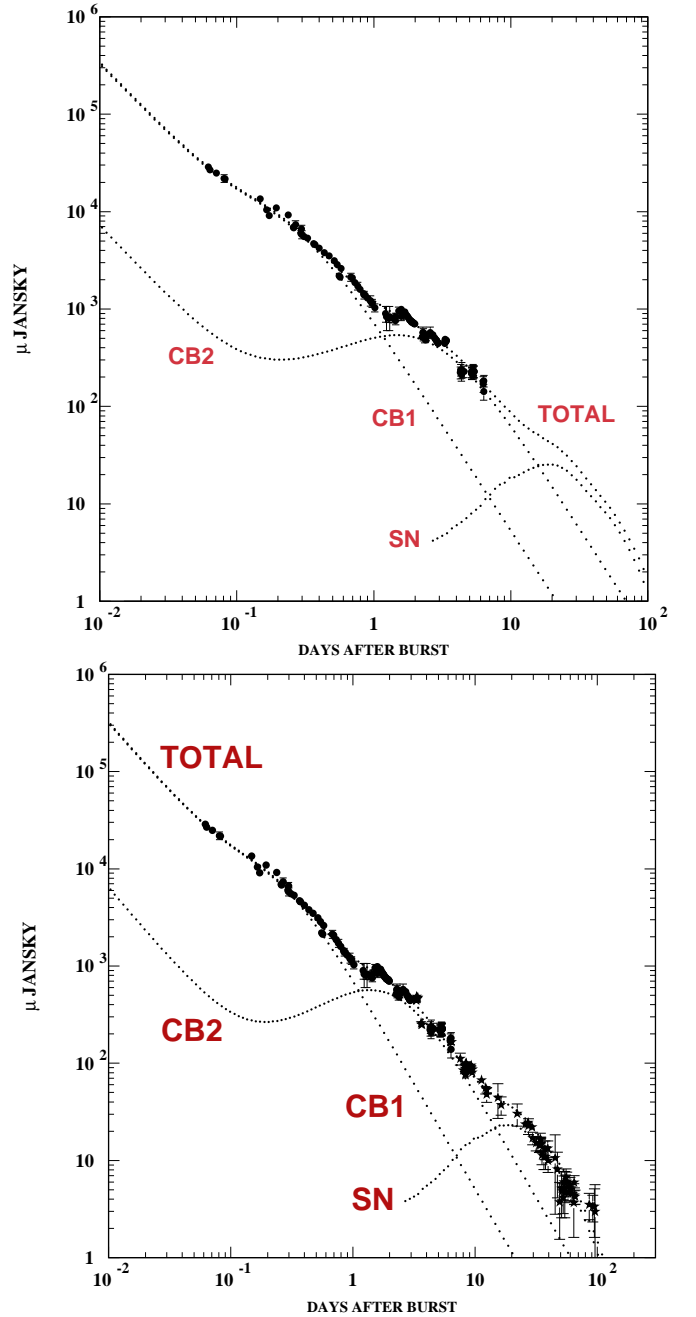 10^6
10^5
10^4
10^3
10^2
10
1
μ JANSKY
CB2
CB1
TOTAL
SN
10^-2 10^-1 1 10 10^2
DAYS AFTER BURST
10^6
10^5
10^4
10^3
10^2
10
1
μ JANSKY
TOTAL
CB2
CB1
SN
10^-2 10^-1 1 10 10^2
DAYS AFTER BURST